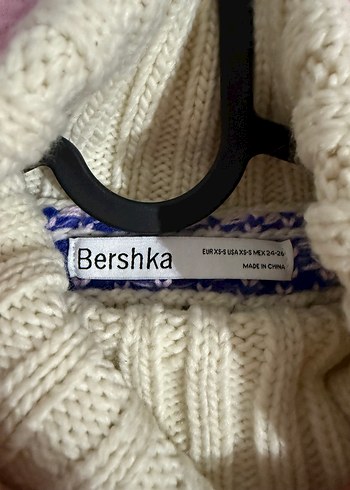 Bershka
EUR XS-S USA XS-S MEX 24-26
MADE IN CHINA